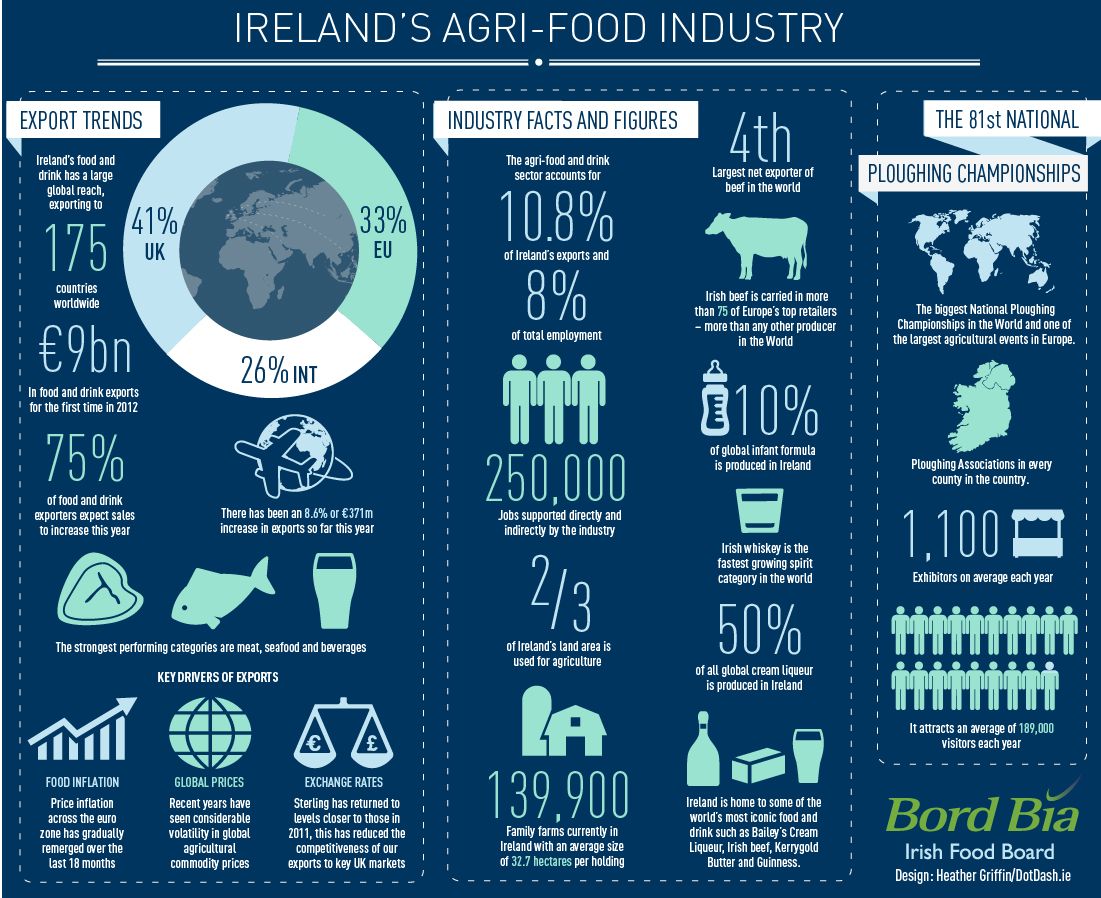 IRELAND'S AGRI-FOOD INDUSTRY
EXPORT TRENDS
Ireland's food and
drink has a large
global reach,
exporting to
175
countries
worldwide
€9bn
In food and drink exports
for the first time in 2012
75%
of food and drink
exporters expect sales
to increase this year
41%
UK
33%
EU
26% INT
There has been an 8.6% or €371m
increase in exports so far this year
The strongest performing categories are meat, seafood and beverages
KEY DRIVERS OF EXPORTS
FOOD INFLATION
Price inflation
across the euro
zone has gradually
remerged over the
last 18 months
GLOBAL PRICES
Recent years have
seen considerable
volatility in global
agricultural
commodity prices
€ £
EXCHANGE RATES
Sterling has returned to
levels closer to those in
2011, this has reduced the
competitiveness of our
exports to key UK markets
INDUSTRY FACTS AND FIGURES
The agri-food and drink
sector accounts for
10.8%
of Ireland's exports and
8%
of total employment
250,000
Jobs supported directly and
indirectly by the industry
2/3
of Ireland's land area is
used for agriculture
139,900
Family farms currently in
Ireland with an average size
of 32.7 hectares per holding
4th
Largest net exporter of
beef in the world
Irish beef is carried in more
than 75 of Europe's top retailers
– more than any other producer
in the World
10%
of global infant formula
is produced in Ireland
Irish whiskey is the
fastest growing spirit
category in the world
50%
of all global cream liqueur
is produced in Ireland
Ireland is home to some of the
world's most iconic food and
drink such as Bailey's Cream
Liqueur, Irish beef, Kerrygold
Butter and Guinness.
THE 81st NATIONAL
PLOUGHING CHAMPIONSHIPS
The biggest National Ploughing
Championships in the World and one of
the largest agricultural events in Europe.
Ploughing Associations in every
county in the country.
1,100
Exhibitors on average each year
It attracts an average of 189,000
visitors each year
Bord Bia
Irish Food Board
Design: Heather Griffin/DotDash.ie